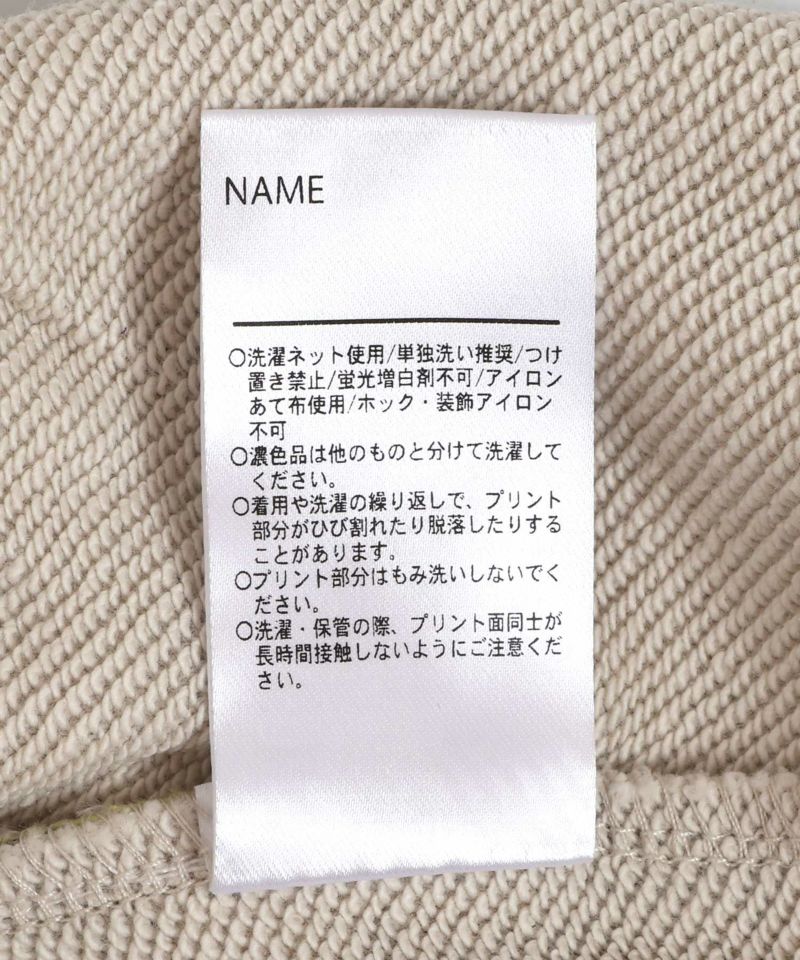 NAME
○洗濯ネット使用/単独洗い推奨/つけ
置き禁止/蛍光増白剤不可/アイロン
あて布使用/ホック・装飾アイロン
不可
○濃色品は他のものと分けて洗濯して
ください。
○着用や洗濯の繰り返しで、プリント
部分がひび割れたり脱落したりする
ことがあります。
○プリント部分はもみ洗いしないでく
ださい。
○洗濯・保管の際、プリント面同士が
長時間接触しないようにご注意くだ
さい。